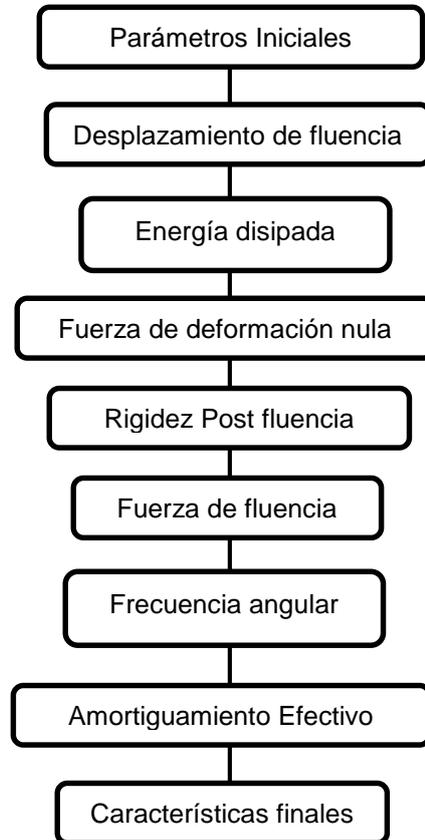 Parámetros Iniciales
Desplazamiento de fluencia
Energía disipada
Fuerza de deformación nula
Rigidez Post fluencia
Fuerza de fluencia
Frecuencia angular
Amortiguamiento Efectivo
Características finales